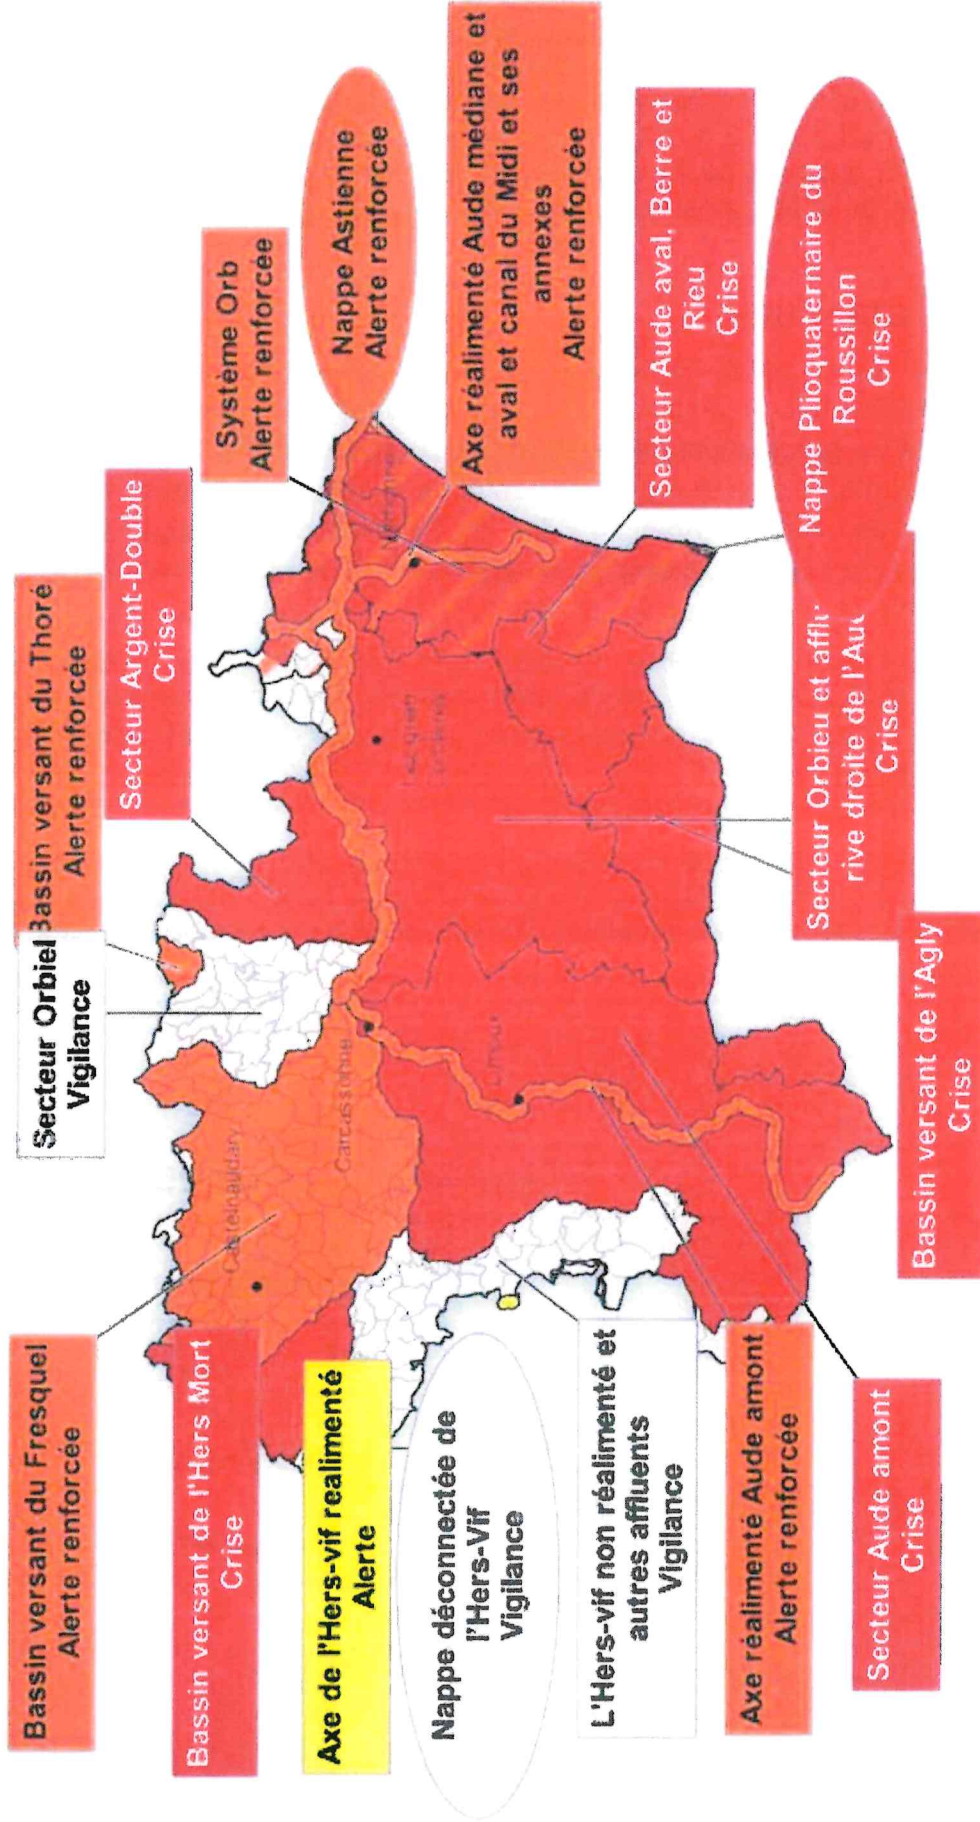 Bassin versant du Fresquel
Alerte renforcée
Bassin versant de l'Hers Mort
Crise
Axe de l'Hers-vif realimenté
Alerte
Nappe déconnectée de
l'Hers-Vif
Vigilance
L'Hers-vif non réalimenté et
autres affluents
Vigilance
Axe réalimenté Aude amont
Alerte renforcée
Secteur Aude amont
Crise
Secteur Orbiel
Vigilance
Bassin versant du Thoré
Alerte renforcée
Secteur Argent-Double
Crise
Système Orb
Alerte renforcée
Nappe Astienne
Alerte renforcée
Axe réalimenté Aude médiane et
aval et canal du Midi et ses
annexes
Alerte renforcée
Secteur Aude aval, Berre et
Rieu
Crise
Nappe Plioquaternaire du
Roussillon
Crise
Secteur Orbieu et
rive droite de
Crise
Bassin versant de l'Agly
Crise
Castelnaudary
Carcassonne
Limoux